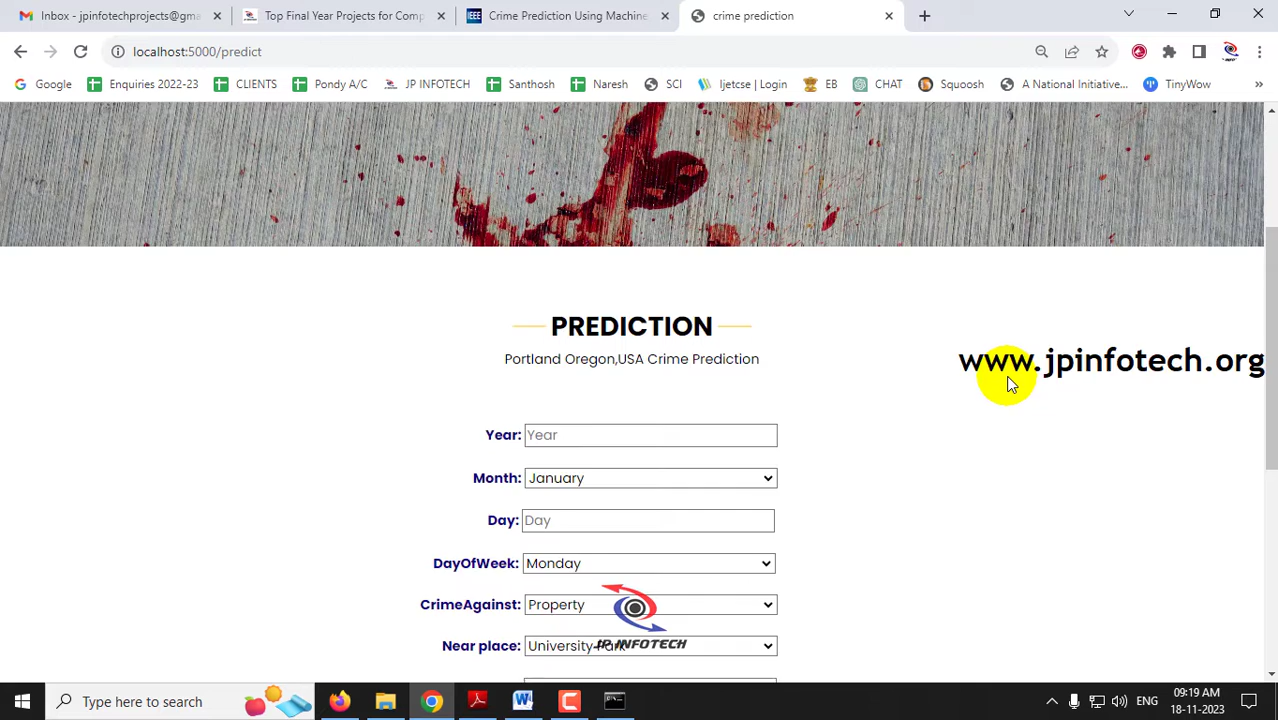 Inbox - jpinfotechprojects@gma
Top Final Year Projects for Comp
Crime Prediction Using Machine
crime prediction
localhost:5000/predict
Google
Enquiries 2022-23
CLIENTS
Pondy A/C
JP INFOTECH
Santhosh
Naresh
SCI
Ijetcse | Login
EB
CHAT
Squoosh
A National Initiative...
TinyWow
»
PREDICTION
Portland Oregon,USA Crime Prediction
www.jpinfotech.org
Year: Year
Month: January
Day: Day
DayOfWeek: Monday
CrimeAgainst: Property
Near place: University Park
JP INFOTECH
Type here to search
ENG
09:19 AM
18-11-2023